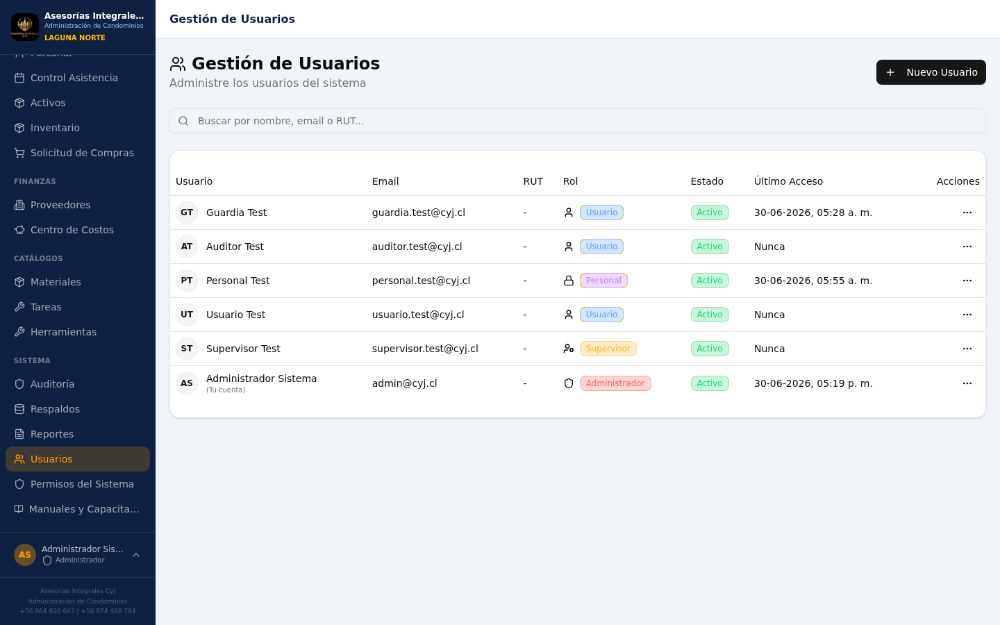 Asesorías Integrale...
Administración de Condominios
LAGUNA NORTE
Personal
Control Asistencia
Activos
Inventario
Solicitud de Compras
FINANZAS
Proveedores
Centro de Costos
CATÁLOGOS
Materiales
Tareas
Herramientas
SISTEMA
Auditoría
Respaldos
Reportes
Usuarios
Permisos del Sistema
Manuales y Capacita...
AS
Administrador Sis...
Administrador
Asesorías Integrales CyJ
Administración de Condominios
+56 964 650 643 | +56 974 408 794
Gestión de Usuarios
Gestión de Usuarios
Administre los usuarios del sistema
Nuevo Usuario
Buscar por nombre, email o RUT...
Usuario Email RUT Rol Estado Último Acceso Acciones
GT Guardia Test guardia.test@cyj.cl - Usuario Activo 30-06-2026, 05:28 a. m. ...
AT Auditor Test auditor.test@cyj.cl - Usuario Activo Nunca ...
PT Personal Test personal.test@cyj.cl - Personal Activo 30-06-2026, 05:55 a. m. ...
UT Usuario Test usuario.test@cyj.cl - Usuario Activo Nunca ...
ST Supervisor Test supervisor.test@cyj.cl - Supervisor Activo Nunca ...
AS Administrador Sistema admin@cyj.cl - Administrador Activo 30-06-2026, 05:19 p. m. ...
(Tu cuenta)